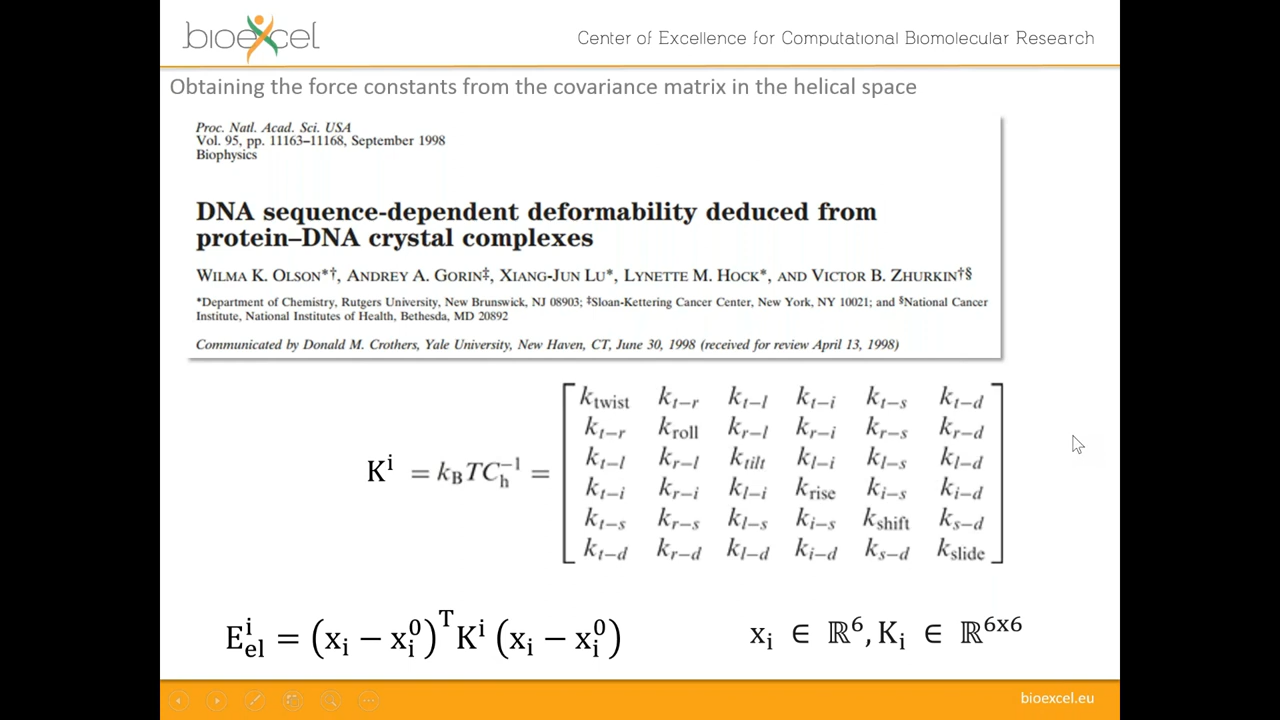 bioexcel
Center of Excellence for Computational Biomolecular Research
Obtaining the force constants from the covariance matrix in the helical space
Proc. Natl. Acad. Sci. USA
Vol. 95, pp. 11163–11168, September 1998
Biophysics
DNA sequence-dependent deformability deduced from
protein–DNA crystal complexes
WILMA K. OLSON*†, ANDREY A. GORIN‡, XIANG-JUN LU*, LYNETTE M. HOCK*, AND VICTOR B. ZHURKIN†§
*Department of Chemistry, Rutgers University, New Brunswick, NJ 08903; ‡Sloan-Kettering Cancer Center, New York, NY 10021; and §National Cancer
Institute, National Institutes of Health, Bethesda, MD 20892
Communicated by Donald M. Crothers, Yale University, New Haven, CT, June 30, 1998 (received for review April 13, 1998)
k_twist k_t–r k_t–l k_t–i k_t–s k_t–d
k_t–r k_roll k_r–l k_r–i k_r–s k_r–d
k_t–l k_r–l k_tilt k_l–i k_l–s k_l–d
K^i = k_B T C_h^−1 =
k_t–i k_r–i k_l–i k_rise k_i–s k_i–d
k_t–s k_r–s k_l–s k_i–s k_shift k_s–d
k_t–d k_r–d k_l–d k_i–d k_s–d k_slide
E_el^i = (x_i − x_i^0)^T K^i (x_i − x_i^0)
x_i ∈ ℝ^6, K_i ∈ ℝ^6x6
bioexcel.eu